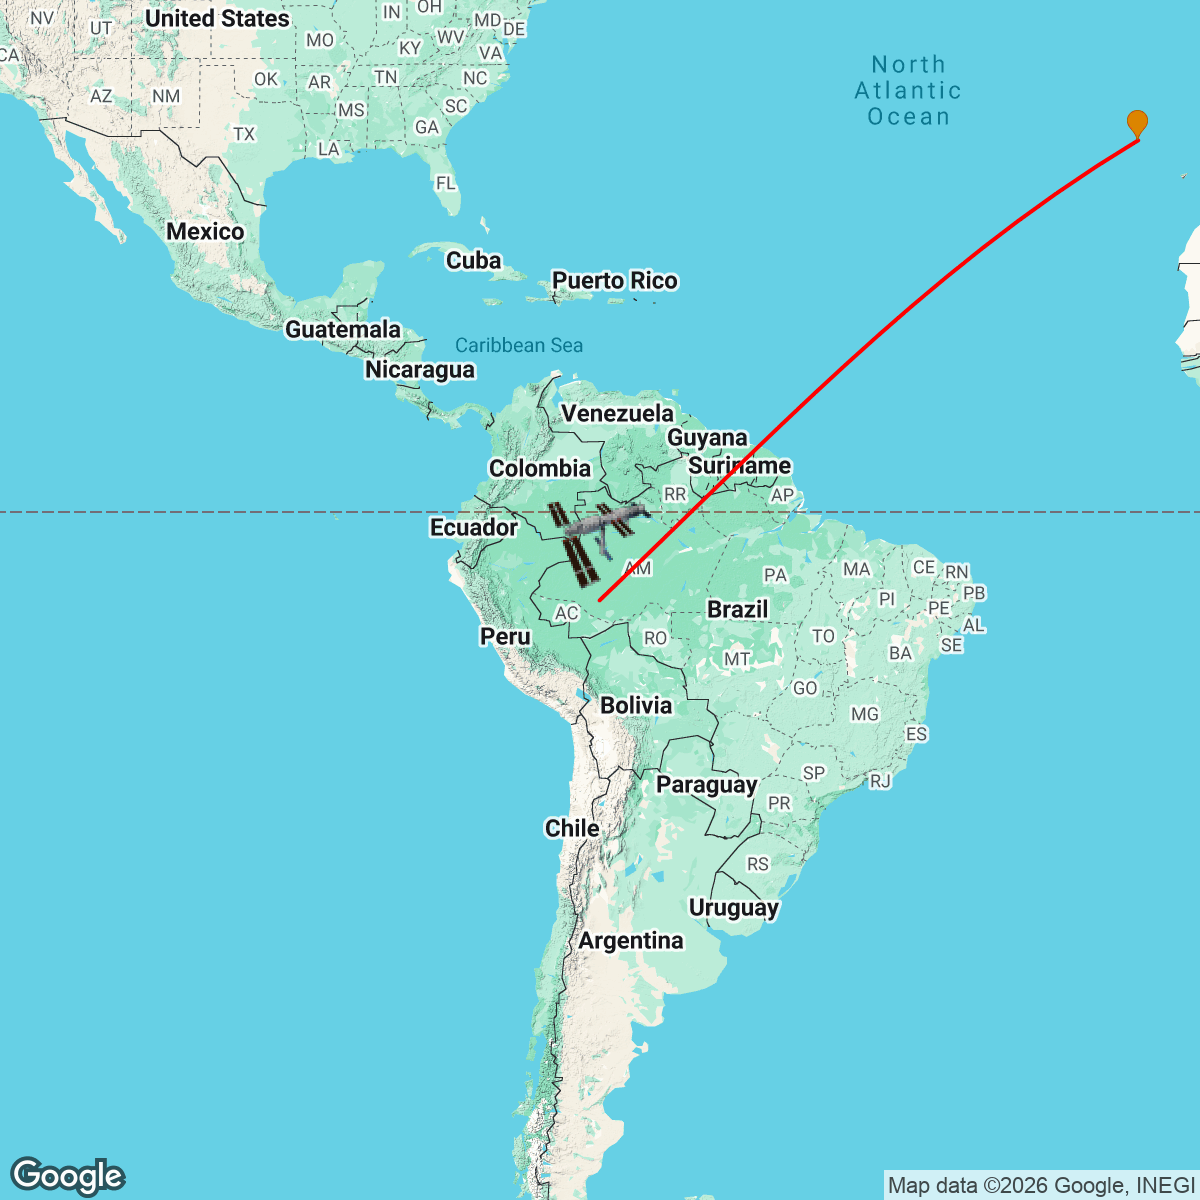 NV
UT
United States
IN
OH
MD
DE
CA
MO
KY
WV
VA
AZ
NM
OK
AR
TN
NC
MS
SC
TX
LA
GA
FL
North
Atlantic
Ocean
Mexico
Cuba
Puerto Rico
Guatemala
Caribbean Sea
Nicaragua
Venezuela
Guyana
Colombia
Suriname
RR
AP
Ecuador
AM
PA
MA
CE
RN
AC
Brazil
PI
PE
PB
AL
Peru
RO
TO
BA
SE
MT
GO
Bolivia
MG
ES
SP
RJ
Paraguay
PR
Chile
RS
Uruguay
Argentina
Google
Map data ©2026 Google, INEGI